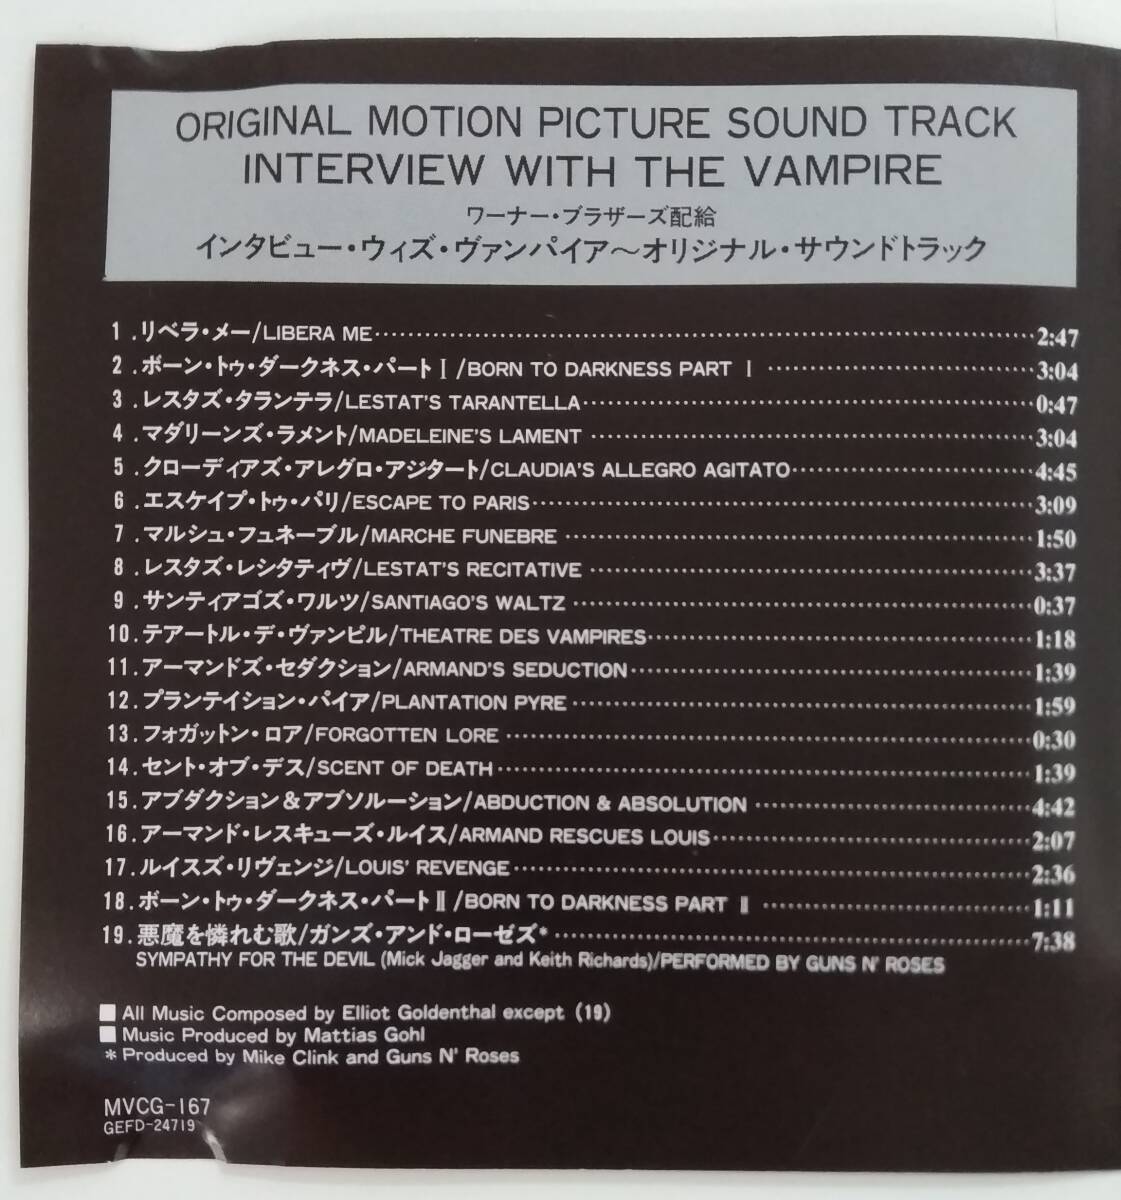 ORIGINAL MOTION PICTURE SOUND TRACK
INTERVIEW WITH THE VAMPIRE
ワーナー・ブラザーズ配給
インタビュー・ウィズ・ヴァンパイア〜オリジナル・サウンドトラック
1.リベラ・メー/LIBERA ME 2:47
2.ボーン・トゥ・ダークネス・パートⅠ/BORN TO DARKNESS PART Ⅰ 3:04
3.レスタズ・タランテラ/LESTAT'S TARANTELLA 0:47
4.マダリーンズ・ラメント/MADELEINE'S LAMENT 3:04
5.クローディアズ・アレグロ・アジタート/CLAUDIA'S ALLEGRO AGITATO 4:45
6.エスケイプ・トゥ・パリ/ESCAPE TO PARIS 3:09
7.マルシュ・フュネーブル/MARCHE FUNEBRE 1:50
8.レスタズ・レシタティヴ/LESTAT'S RECITATIVE 3:37
9.サンティアゴズ・ワルツ/SANTIAGO'S WALTZ 0:37
10.テアートル・デ・ヴァンピル/THEATRE DES VAMPIRES 1:18
11.アーマンドズ・セダクション/ARMAND'S SEDUCTION 1:39
12.プランテイション・パイア/PLANTATION PYRE 1:59
13.フォガットン・ロア/FORGOTTEN LORE 0:30
14.セント・オブ・デス/SCENT OF DEATH 1:39
15.アブダクション&アブソルーション/ABDUCTION & ABSOLUTION 4:42
16.アーマンド・レスキューズ・ルイス/ARMAND RESCUES LOUIS 2:07
17.ルイスズ・リヴェンジ/LOUIS' REVENGE 2:36
18.ボーン・トゥ・ダークネス・パートⅡ/BORN TO DARKNESS PART Ⅱ 1:11
19.悪魔を憐れむ歌/ガンズ・アンド・ローゼズ* 7:38
SYMPATHY FOR THE DEVIL (Mick Jagger and Keith Richards)/PERFORMED BY GUNS N' ROSES
■ All Music Composed by Elliot Goldenthal except (19)
■ Music Produced by Mattias Gohl
* Produced by Mike Clink and Guns N' Roses
MVCG-167
GEFD-24719